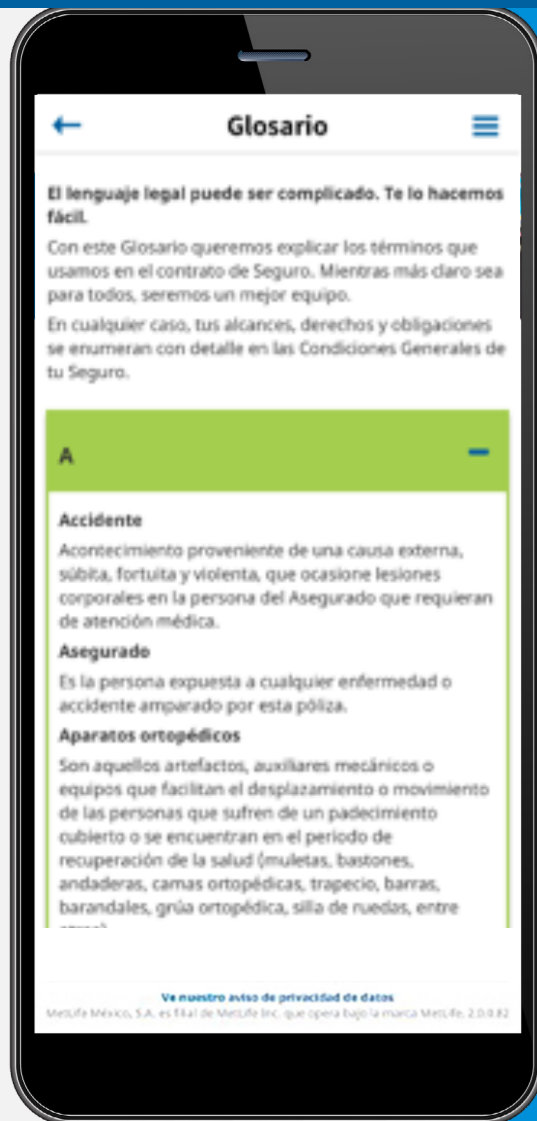 Glosario
El lenguaje legal puede ser complicado. Te lo hacemos
fácil.
Con este Glosario queremos explicar los términos que
usamos en el contrato de Seguro. Mientras más claro sea
para todos, seremos un mejor equipo.
En cualquier caso, tus alcances, derechos y obligaciones
se enumeran con detalle en las Condiciones Generales de
tu Seguro.
A
Accidente
Acontecimiento proveniente de una causa externa,
súbita, fortuita y violenta, que ocasione lesiones
corporales en la persona del Asegurado que requieran
de atención médica.
Asegurado
Es la persona expuesta a cualquier enfermedad o
accidente amparado por esta póliza.
Aparatos ortopédicos
Son aquellos artefactos, auxiliares mecánicos o
equipos que facilitan el desplazamiento o movimiento
de las personas que sufren de un padecimiento
cubierto o se encuentran en el periodo de
recuperación de la salud (muletas, bastones,
andaderas, camas ortopédicas, trapecio, barras,
barandales, grúa ortopédica, silla de ruedas, entre
Ve nuestro aviso de privacidad de datos
MetLife México, S.A. es filial de MetLife Inc. que opera bajo la marca MetLife. 2.0.0.82